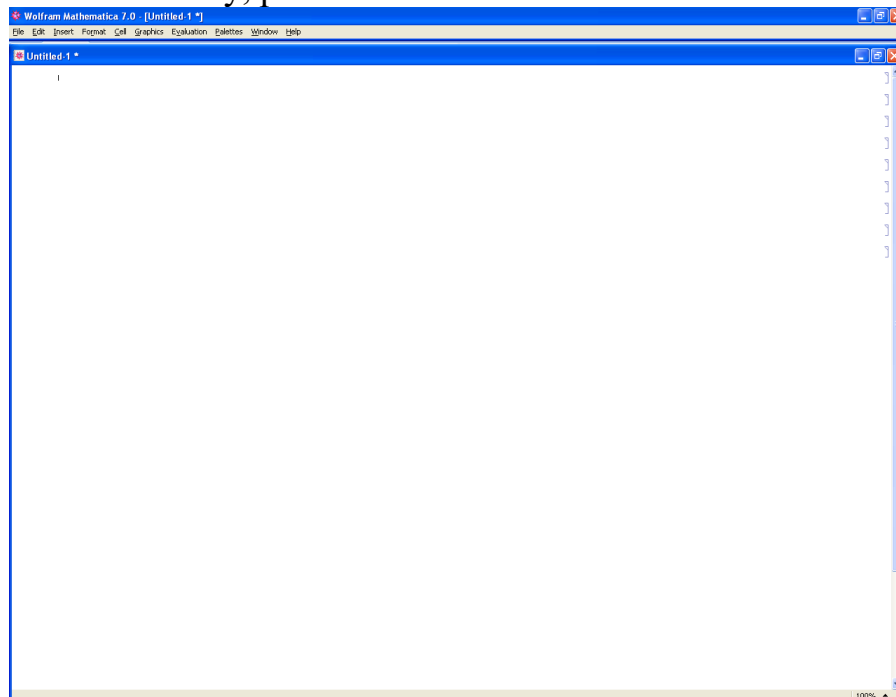 Wolfram Mathematica 7.0 - [Untitled-1 *]
File Edit Insert Format Cell Graphics Evaluation Palettes Window Help
Untitled-1 *
100%